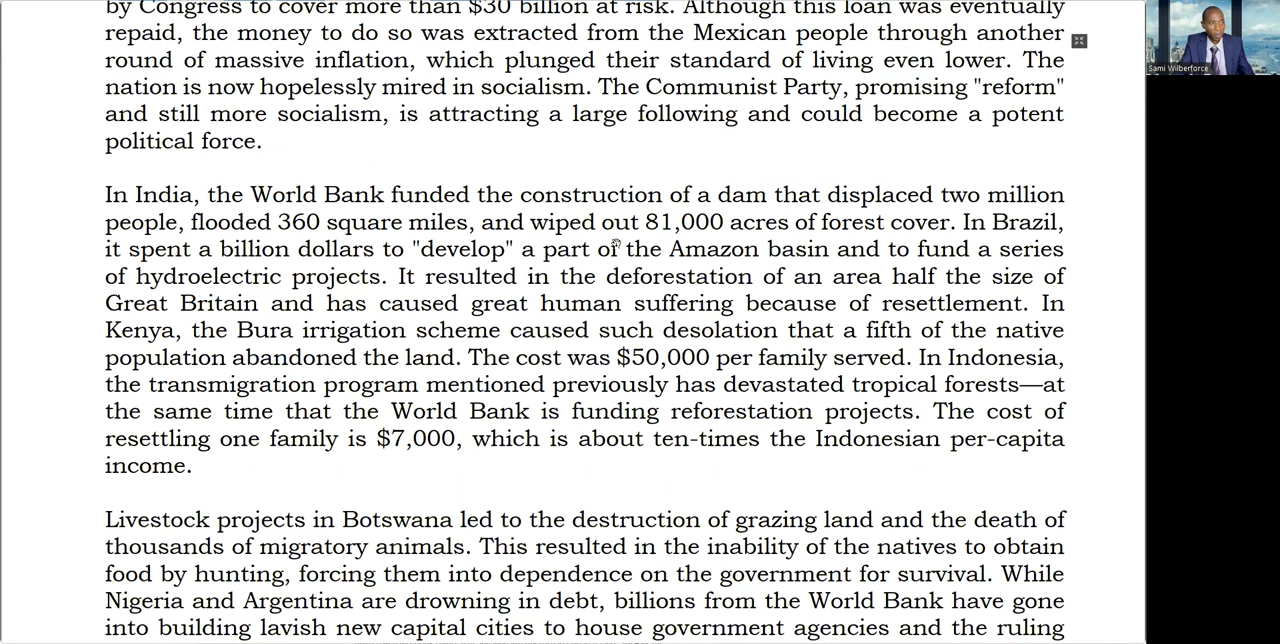 by Congress to cover more than $30 billion at risk. Although this loan was eventually
repaid, the money to do so was extracted from the Mexican people through another
round of massive inflation, which plunged their standard of living even lower. The
nation is now hopelessly mired in socialism. The Communist Party, promising "reform"
and still more socialism, is attracting a large following and could become a potent
political force.
In India, the World Bank funded the construction of a dam that displaced two million
people, flooded 360 square miles, and wiped out 81,000 acres of forest cover. In Brazil,
it spent a billion dollars to "develop" a part of the Amazon basin and to fund a series
of hydroelectric projects. It resulted in the deforestation of an area half the size of
Great Britain and has caused great human suffering because of resettlement. In
Kenya, the Bura irrigation scheme caused such desolation that a fifth of the native
population abandoned the land. The cost was $50,000 per family served. In Indonesia,
the transmigration program mentioned previously has devastated tropical forests—at
the same time that the World Bank is funding reforestation projects. The cost of
resettling one family is $7,000, which is about ten-times the Indonesian per-capita
income.
Livestock projects in Botswana led to the destruction of grazing land and the death of
thousands of migratory animals. This resulted in the inability of the natives to obtain
food by hunting, forcing them into dependence on the government for survival. While
Nigeria and Argentina are drowning in debt, billions from the World Bank have gone
into building lavish new capital cities to house government agencies and the ruling
Sami Wilberforce